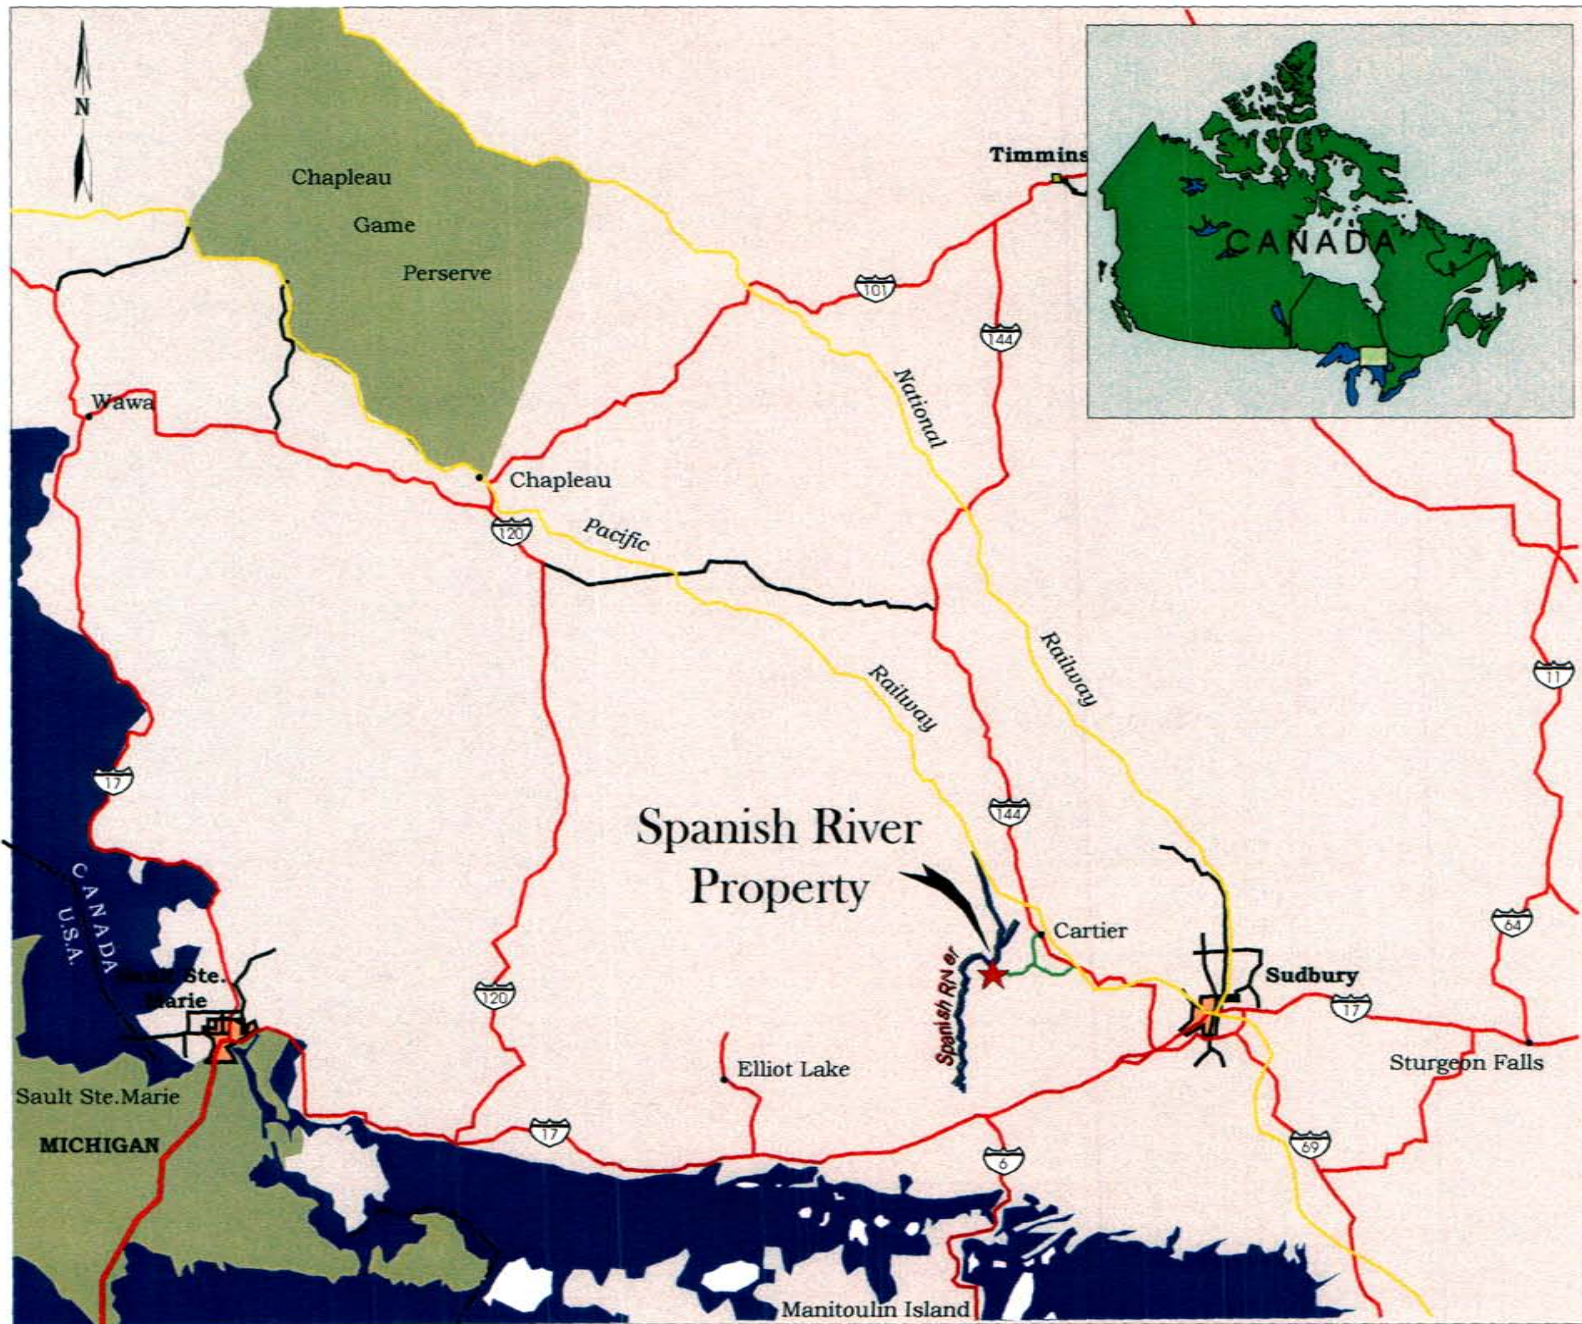 N
Chapleau
Game
Perserve
Timmins
CANADA
101
144
National
Wawa
Chapleau
120
Pacific
Railway
Railway
11
17
144
Spanish River
Property
CANADA
U.S.A.
Cartier
64
Sault Ste.
Marie
120
Spanish River
Sudbury
17
Elliot Lake
Sturgeon Falls
Sault Ste.Marie
MICHIGAN
17
6
69
Manitoulin Island